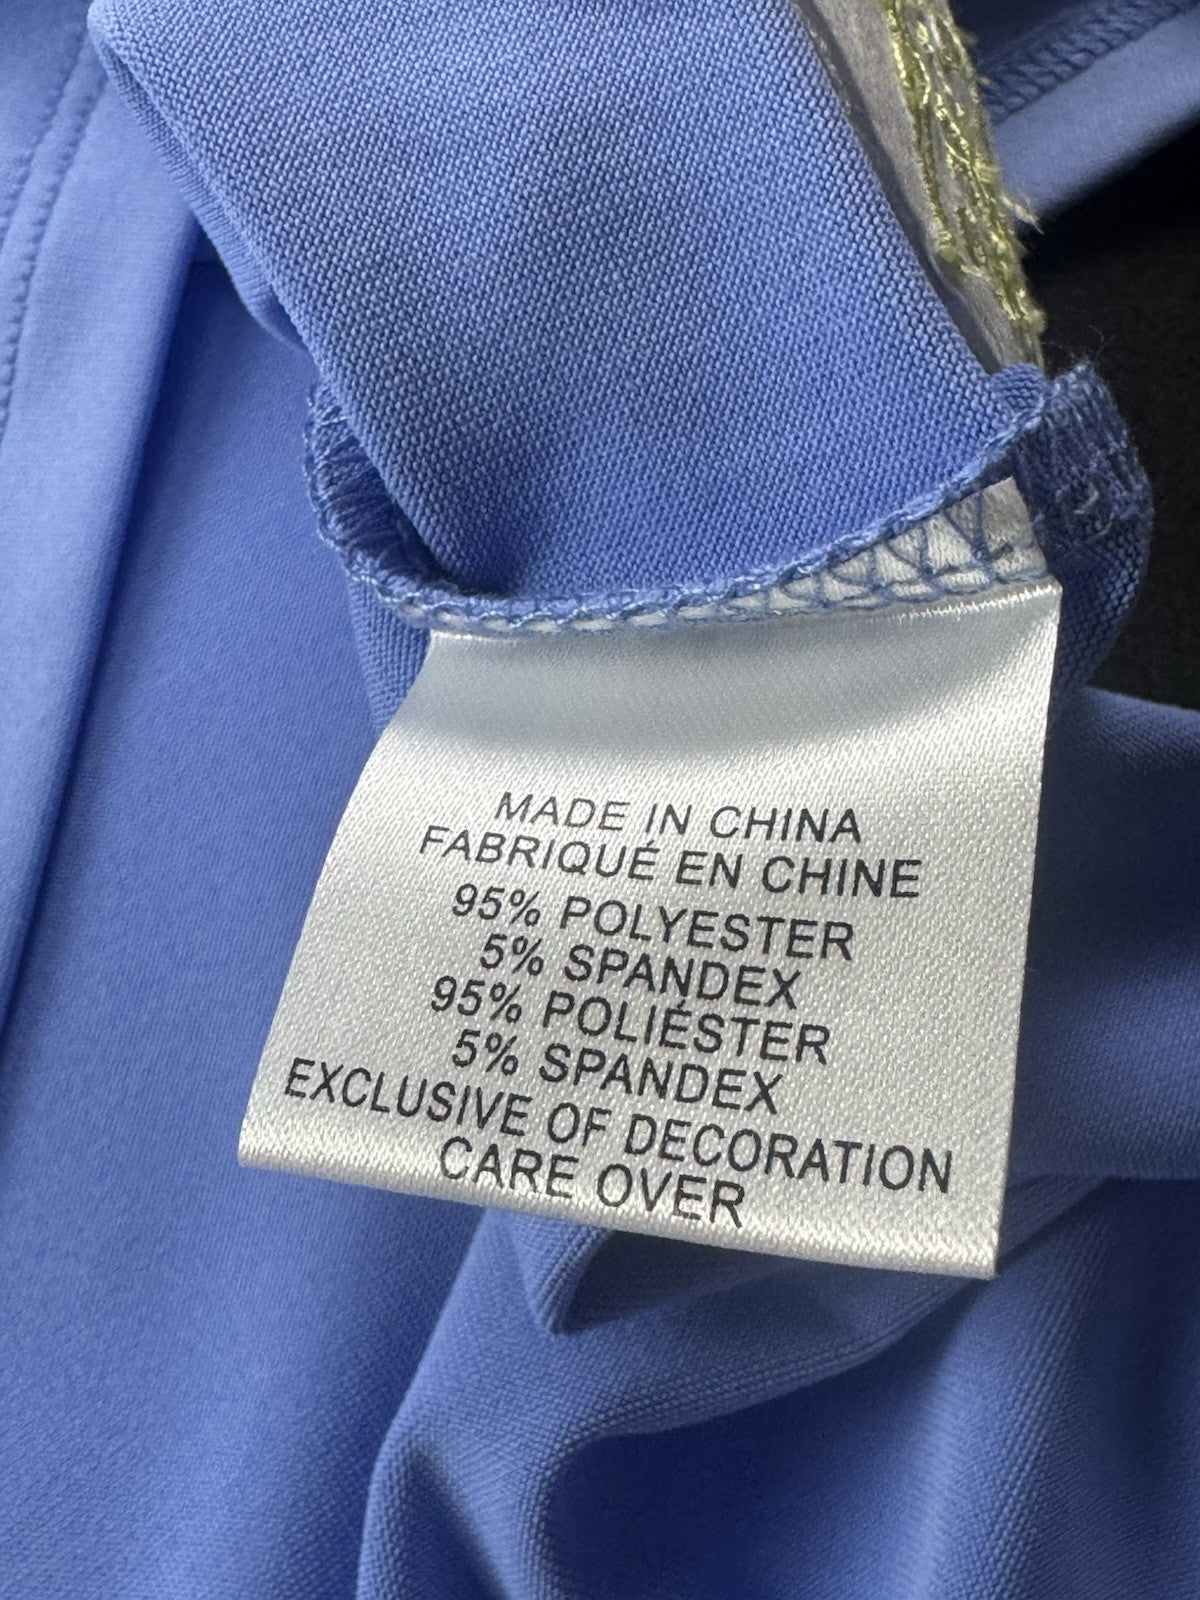 MADE IN CHINA
FABRIQUÉ EN CHINE
95% POLYESTER
5% SPANDEX
95% POLIÉSTER
5% SPANDEX
EXCLUSIVE OF DECORATION
CARE OVER